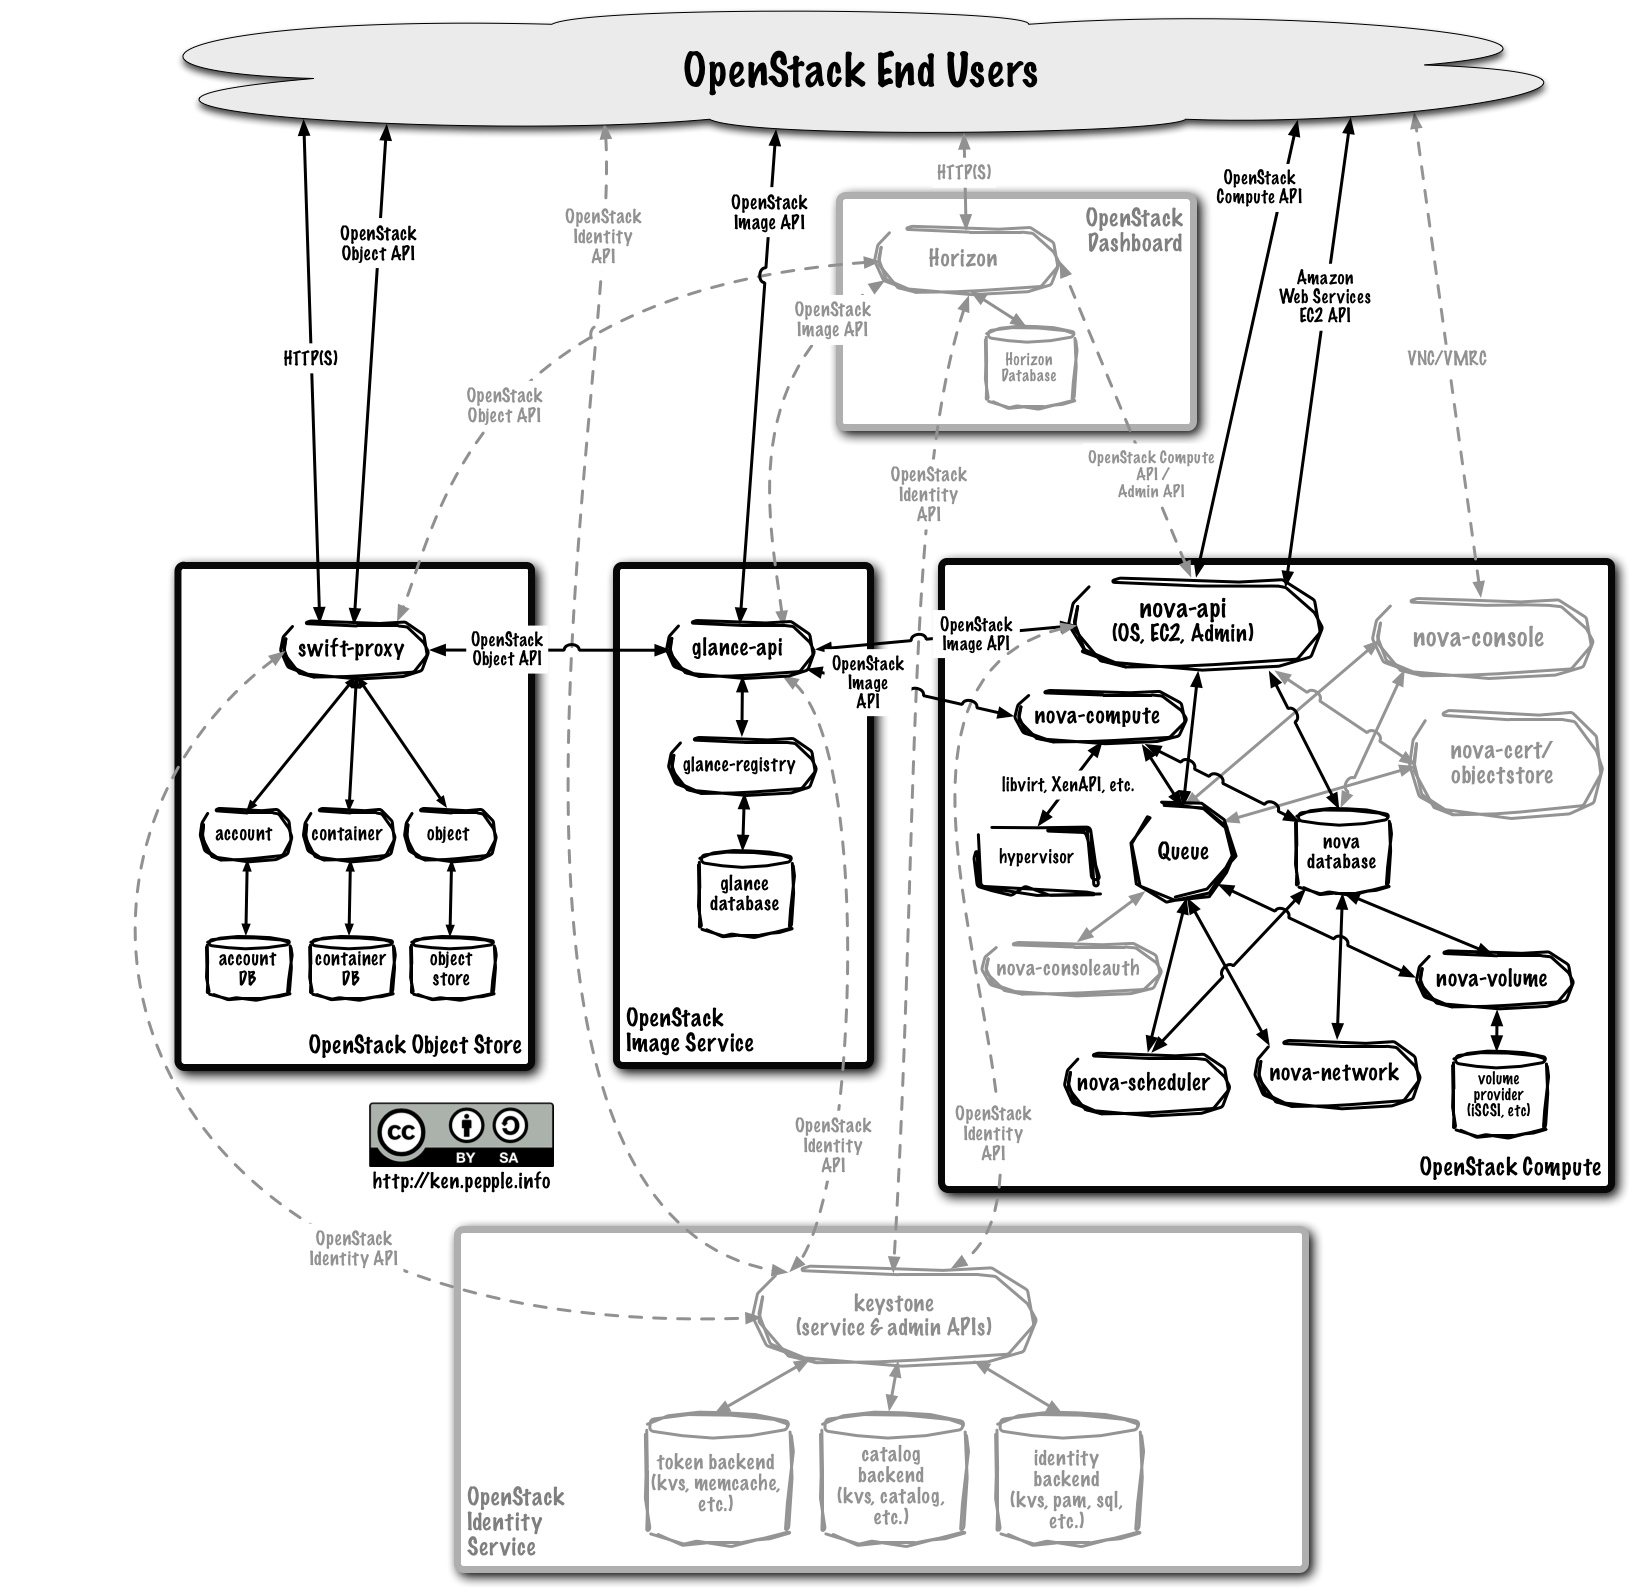 OpenStack End Users
HTTP(S)
OpenStack
Object API
OpenStack
Identity
API
OpenStack
Image API
HTTP(S)
OpenStack
Dashboard
Horizon
OpenStack
Image API
Horizon
Database
OpenStack
Compute API
Amazon
Web Services
EC2 API
VNC/VMRC
OpenStack
Object API
OpenStack
Identity
API
OpenStack Compute
API /
Admin API
swift-proxy
OpenStack
Object API
account
container
object
account
DB
container
DB
object
store
OpenStack Object Store
glance-api
glance-registry
glance
database
OpenStack
Image Service
OpenStack
Image API
OpenStack
Image
API
nova-api
(OS, EC2, Admin)
nova-console
nova-compute
nova-cert/
objectstore
libvirt, XenAPI, etc.
hypervisor
Queue
nova
database
nova-consoleauth
nova-volume
nova-scheduler
nova-network
volume
provider
(iSCSI, etc)
OpenStack
Identity
API
OpenStack Compute
OpenStack
Identity
API
CC
BY SA
http://ken.pepple.info
OpenStack
Identity API
keystone
(service & admin APIs)
token backend
(kvs, memcache,
etc.)
catalog
backend
(kvs, catalog,
etc.)
identity
backend
(kvs, pam, sql,
etc.)
OpenStack
Identity
Service